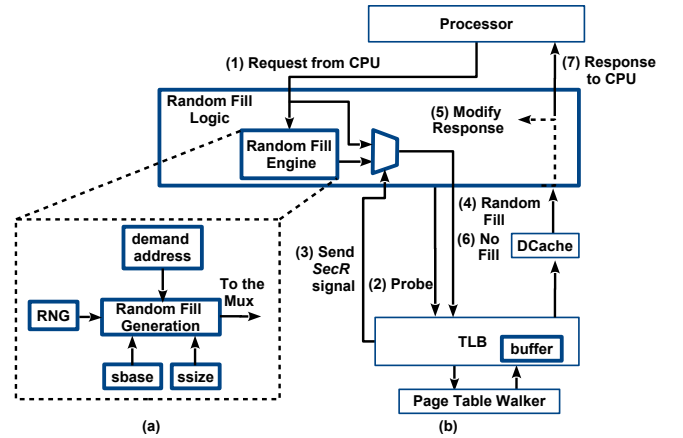 Processor
(1) Request from CPU
(7) Response
to CPU
Random Fill
Logic
(5) Modify
Response
Random Fill
Engine
(4) Random
Fill
(6) No
Fill
(3) Send
SecR
signal
(2) Probe
DCache
demand
address
To the
Mux
RNG
Random Fill
Generation
sbase
ssize
TLB
buffer
Page Table Walker
(a)
(b)